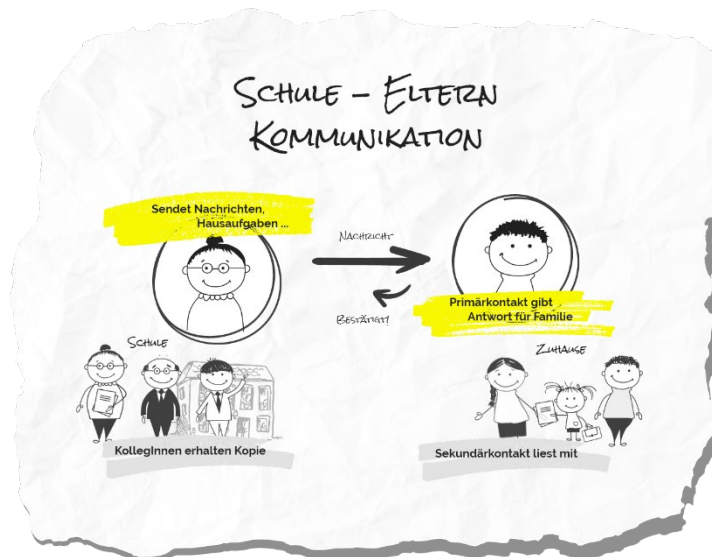 Schule – Eltern
Kommunikation
Sendet Nachrichten,
Hausaufgaben ...
Nachricht
Bestätigt!
Primärkontakt gibt
Antwort für Familie
Schule
Zuhause
KollegInnen erhalten Kopie
Sekundärkontakt liest mit